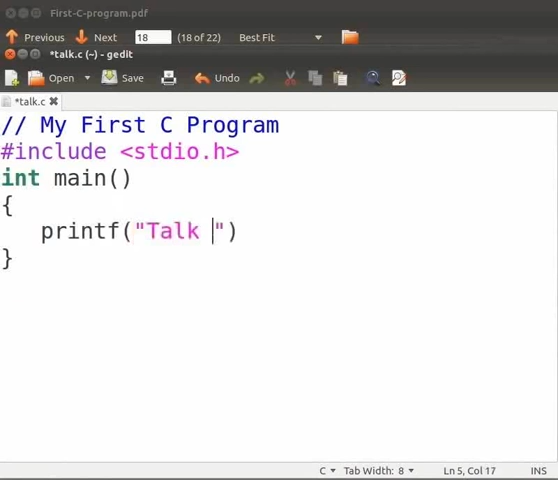 First-C-program.pdf
Previous Next 18 (18 of 22) Best Fit
*talk.c (~) - gedit
Open Save Undo
*talk.c
// My First C Program
#include <stdio.h>
int main()
{
printf("Talk ")
}
C Tab Width: 8 Ln 5, Col 17 INS